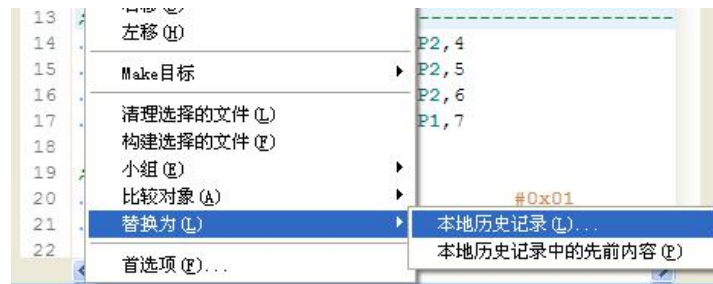 13 ---------------------
14 左移(H) P2,4
15 Make目标 P2,5
16 P2,6
17 清理选择的文件(L) P1,7
18 构建选择的文件(F)
19 小组(E)
20 比较对象(A) #0x01
21 替换为(L) 本地历史记录(L)...
22 本地历史记录中的先前内容(P)
首选项(F)...